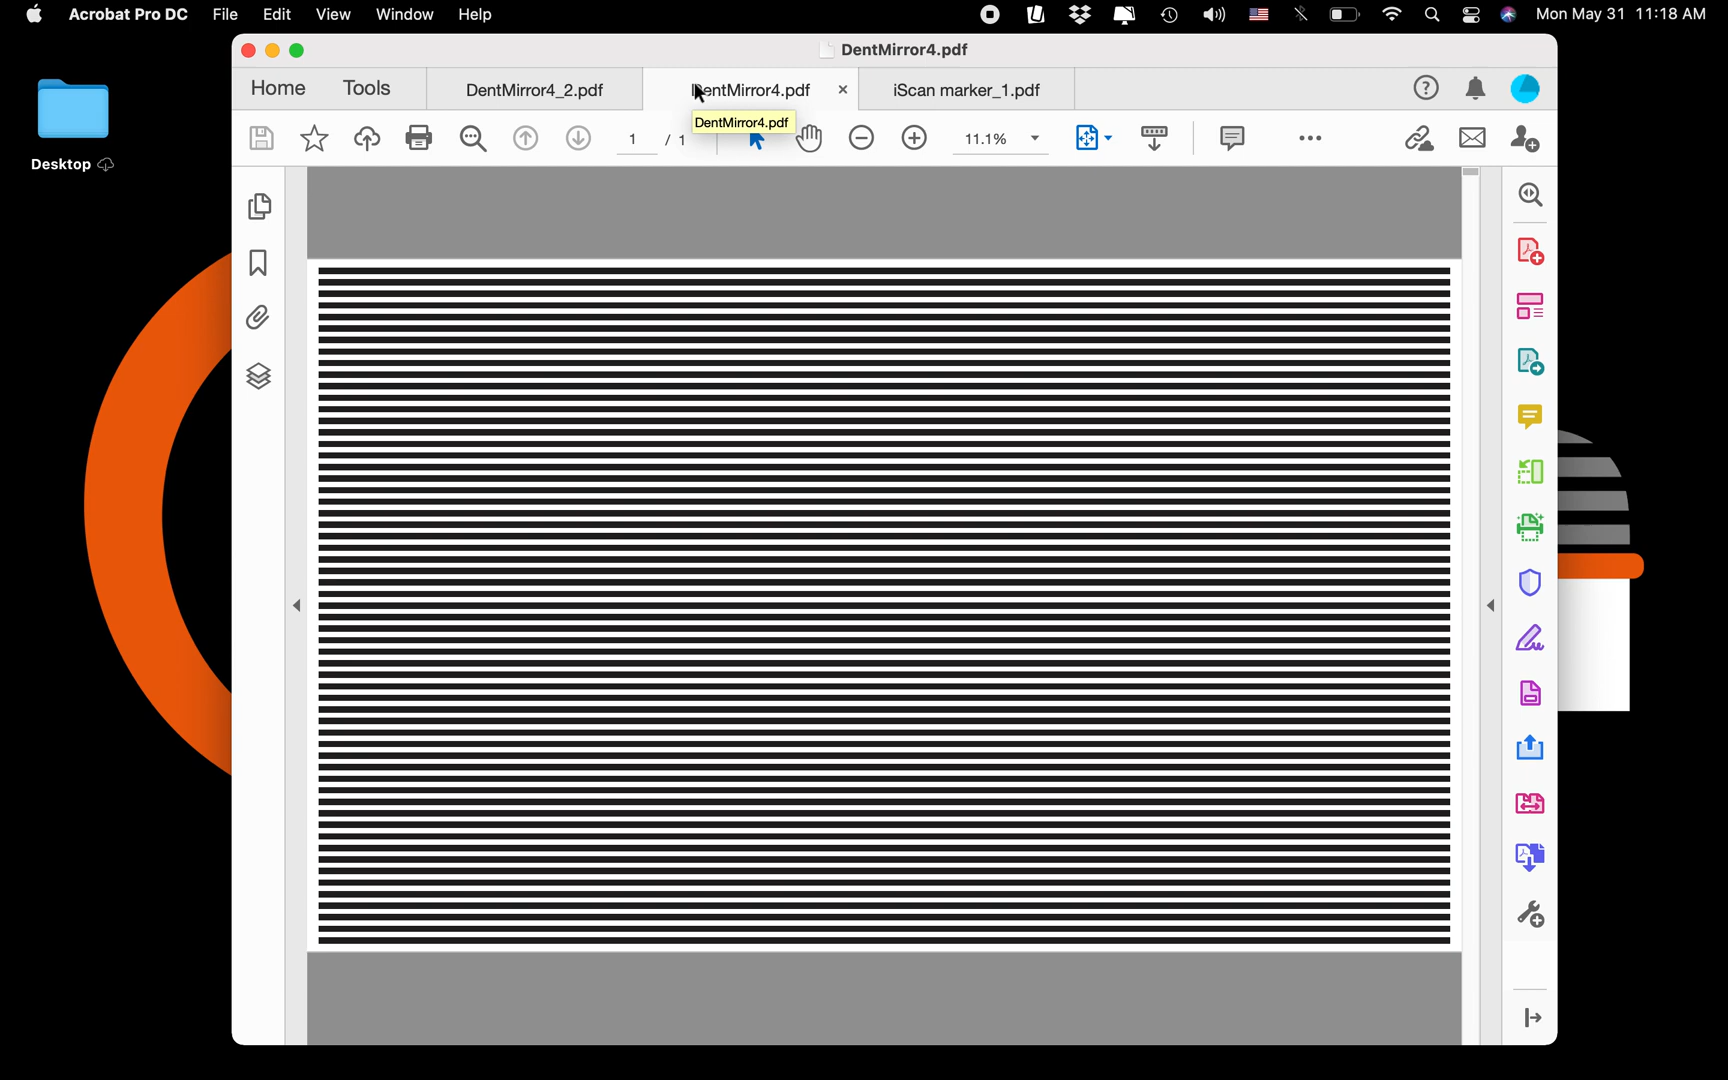 Acrobat Pro DC File Edit View Window Help Mon May 31 11:18 AM
DentMirror4.pdf
Home Tools DentMirror4_2.pdf DentMirror4.pdf × iScan marker_1.pdf
DentMirror4.pdf
1 / 1 11.1%
Desktop